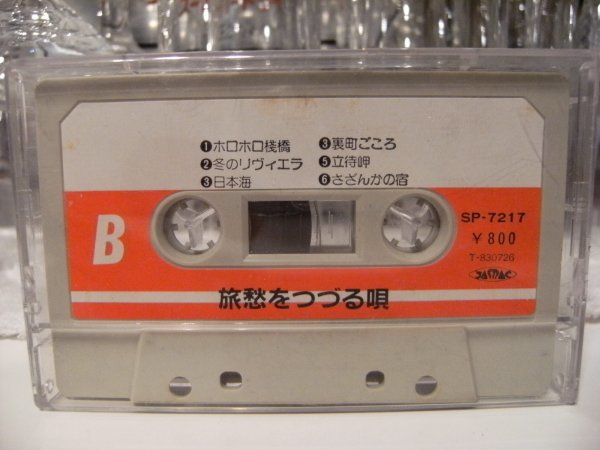 ❶ホロホロ桟橋
❷冬のリヴィエラ
❸日本海
❸裏町ごころ
❺立待岬
❻さざんかの宿
B
SP-7217
¥800
T-830726
旅愁をつづる唄